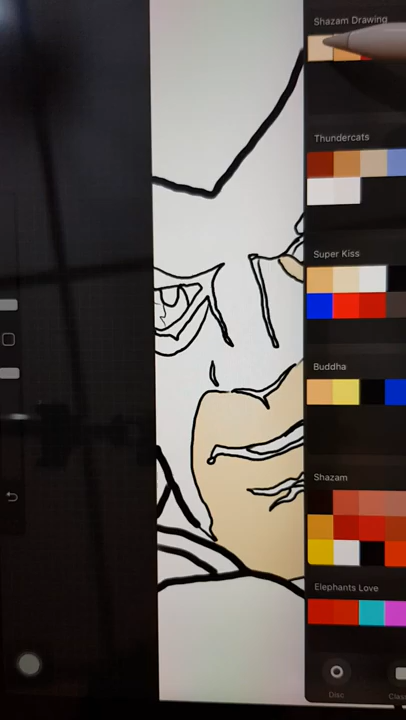 Shazam Drawing
Thundercats
Super Kiss
Buddha
Shazam
Elephants Love
Disc